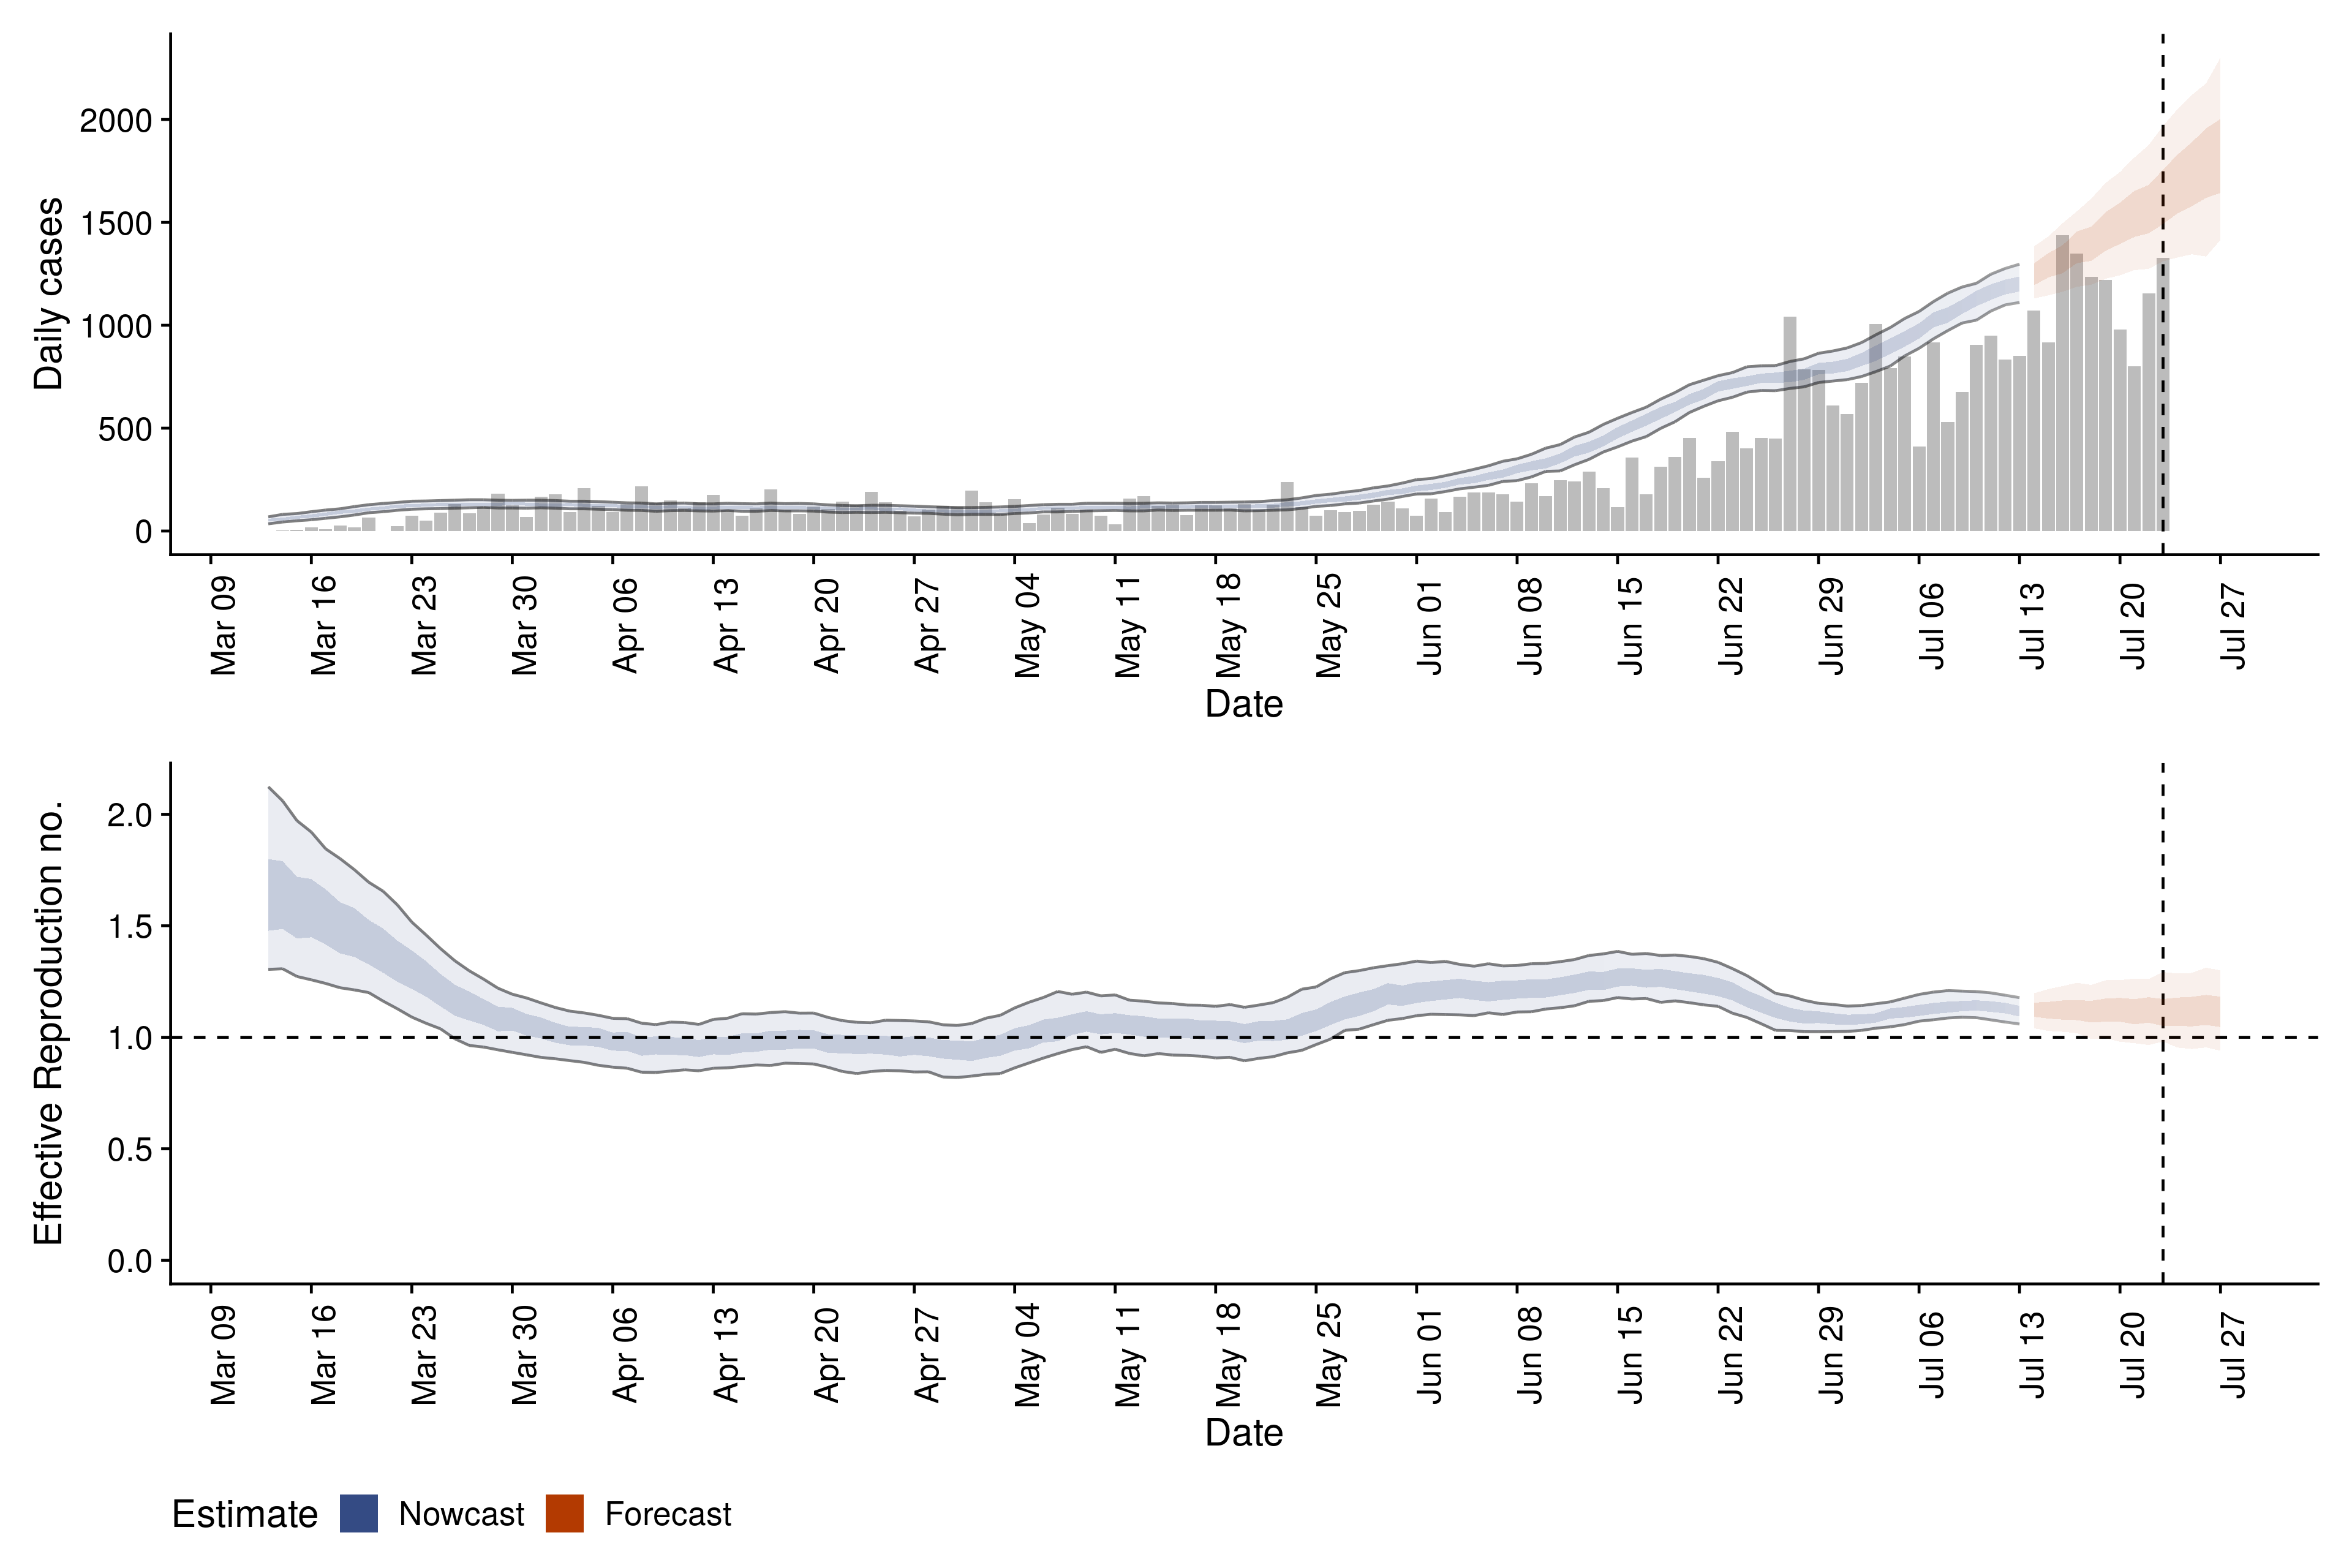 Daily cases
2000
1500
1000
500
0
Mar 09 Mar 16 Mar 23 Mar 30 Apr 06 Apr 13 Apr 20 Apr 27 May 04 May 11 May 18 May 25 Jun 01 Jun 08 Jun 15 Jun 22 Jun 29 Jul 06 Jul 13 Jul 20 Jul 27
Date
Effective Reproduction no.
2.0
1.5
1.0
0.5
0.0
Mar 09 Mar 16 Mar 23 Mar 30 Apr 06 Apr 13 Apr 20 Apr 27 May 04 May 11 May 18 May 25 Jun 01 Jun 08 Jun 15 Jun 22 Jun 29 Jul 06 Jul 13 Jul 20 Jul 27
Date
Estimate Nowcast Forecast